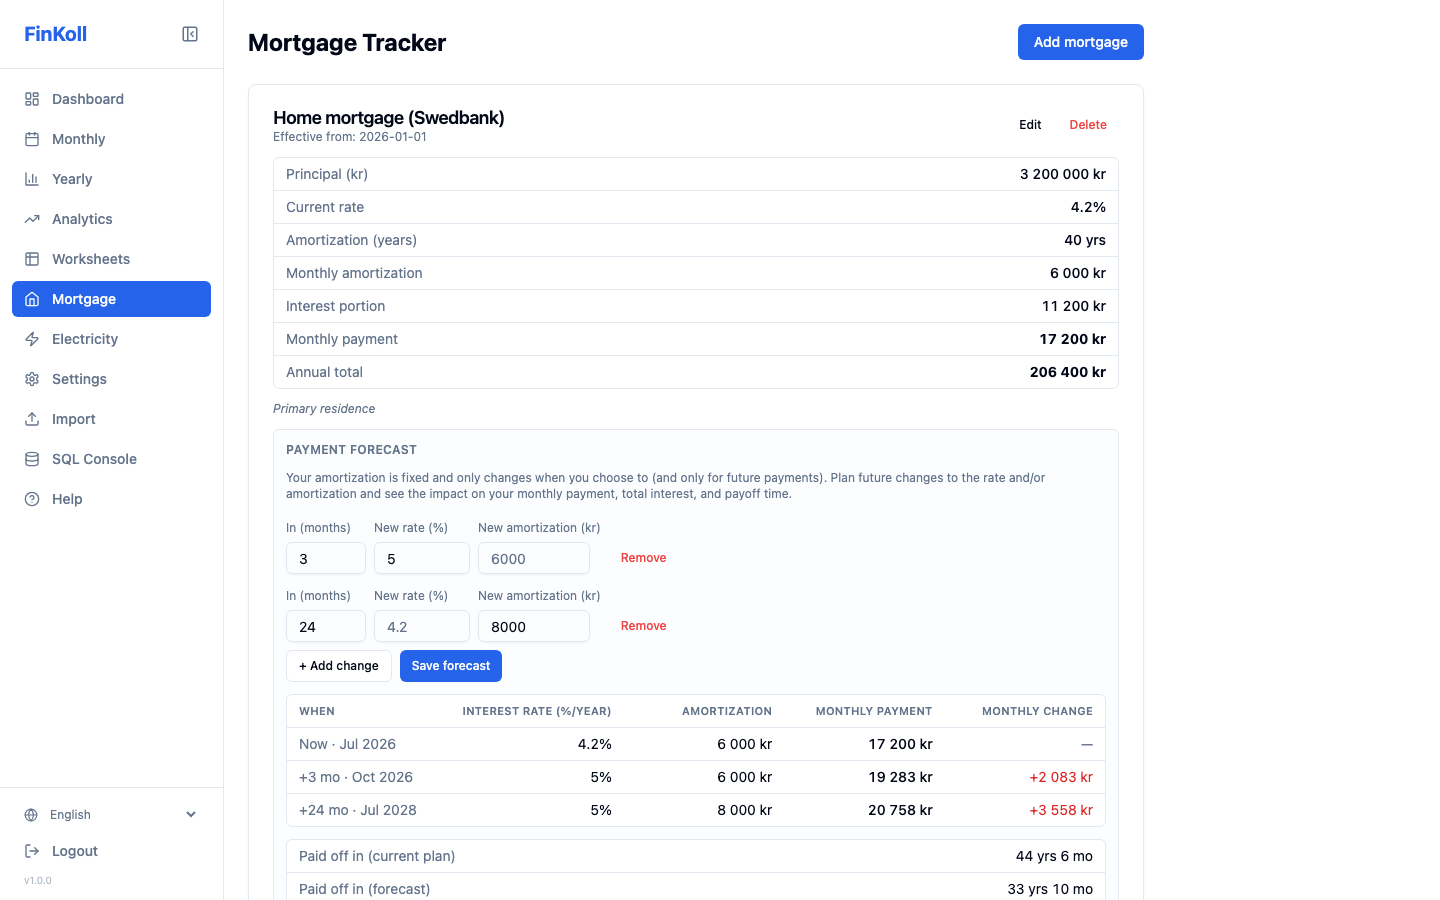 FinKoll
Dashboard
Monthly
Yearly
Analytics
Worksheets
Mortgage
Electricity
Settings
Import
SQL Console
Help
English
Logout
v1.0.0
Mortgage Tracker
Add mortgage
Home mortgage (Swedbank)
Effective from: 2026-01-01
Edit Delete
Principal (kr) 3 200 000 kr
Current rate 4.2%
Amortization (years) 40 yrs
Monthly amortization 6 000 kr
Interest portion 11 200 kr
Monthly payment 17 200 kr
Annual total 206 400 kr
Primary residence
PAYMENT FORECAST
Your amortization is fixed and only changes when you choose to (and only for future payments). Plan future changes to the rate and/or
amortization and see the impact on your monthly payment, total interest, and payoff time.
In (months) New rate (%) New amortization (kr)
3 5 6000 Remove
In (months) New rate (%) New amortization (kr)
24 4.2 8000 Remove
+ Add change Save forecast
WHEN INTEREST RATE (%/YEAR) AMORTIZATION MONTHLY PAYMENT MONTHLY CHANGE
Now · Jul 2026 4.2% 6 000 kr 17 200 kr —
+3 mo · Oct 2026 5% 6 000 kr 19 283 kr +2 083 kr
+24 mo · Jul 2028 5% 8 000 kr 20 758 kr +3 558 kr
Paid off in (current plan) 44 yrs 6 mo
Paid off in (forecast) 33 yrs 10 mo